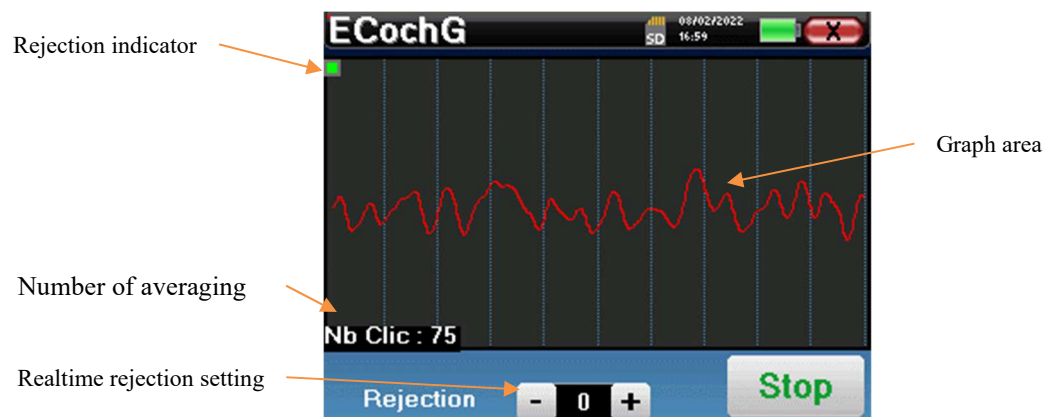 ECochG
SD
08/02/2022
16:59
X
Rejection indicator
Graph area
Number of averaging
Nb Clic : 75
Realtime rejection setting
Rejection - 0 +
Stop